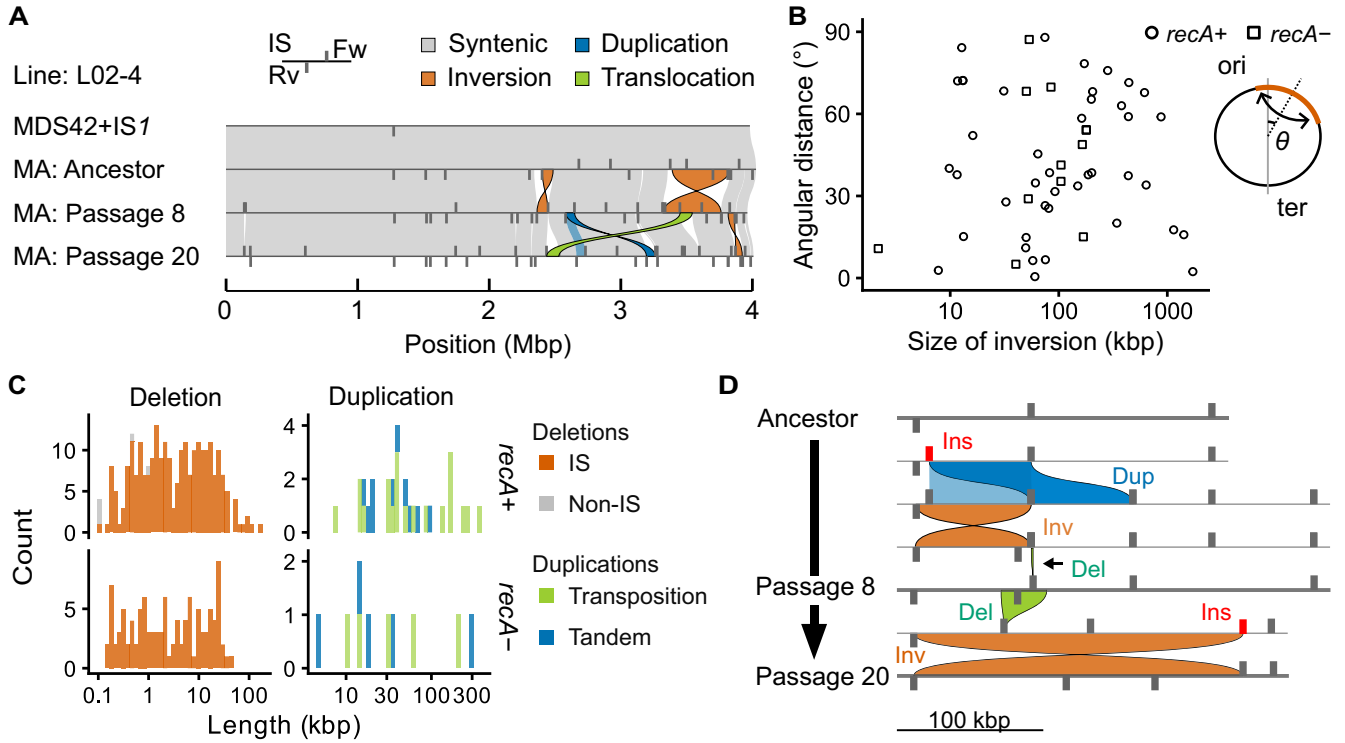 A
IS
Fw
Rv
Line: L02-4
Syntenic
Duplication
Inversion
Translocation
MDS42+IS1
MA: Ancestor
MA: Passage 8
MA: Passage 20
0 1 2 3 4
Position (Mbp)
B
90
60
30
0
Angular distance (°)
recA+ recA−
ori
θ
ter
10 100 1000
Size of inversion (kbp)
C
Deletion
Duplication
10
5
0
4
2
0
5
0
2
1
0
Count
0.1 1 10 100
10 30 100 300
Length (kbp)
Deletions
IS
Non-IS
recA+
Duplications
Transposition
Tandem
recA−
D
Ancestor
Ins
Dup
Inv
Del
Passage 8
Del
Ins
Inv
Passage 20
100 kbp